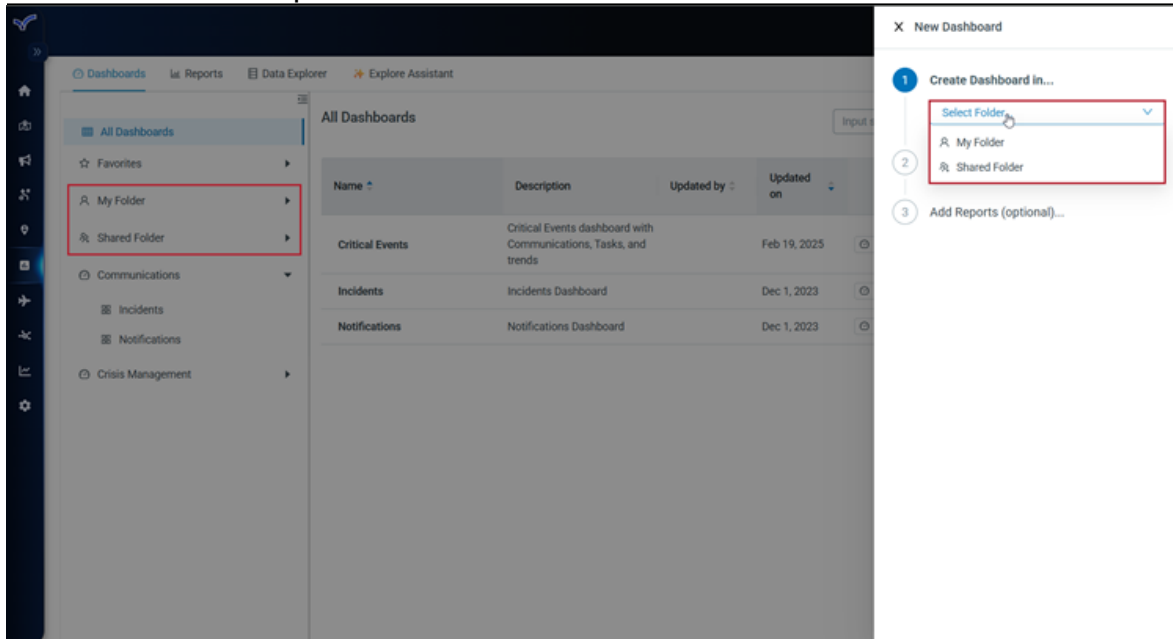 Dashboards Reports Data Explorer Explore Assistant
All Dashboards
Favorites
My Folder
Shared Folder
Communications
Incidents
Notifications
Crisis Management
All Dashboards
Input
Name Description Updated by Updated on
Critical Events Critical Events dashboard with Communications, Tasks, and trends Feb 19, 2025
Incidents Incidents Dashboard Dec 1, 2023
Notifications Notifications Dashboard Dec 1, 2023
X New Dashboard
1 Create Dashboard in...
Select Folder
My Folder
Shared Folder
2
3 Add Reports (optional)...